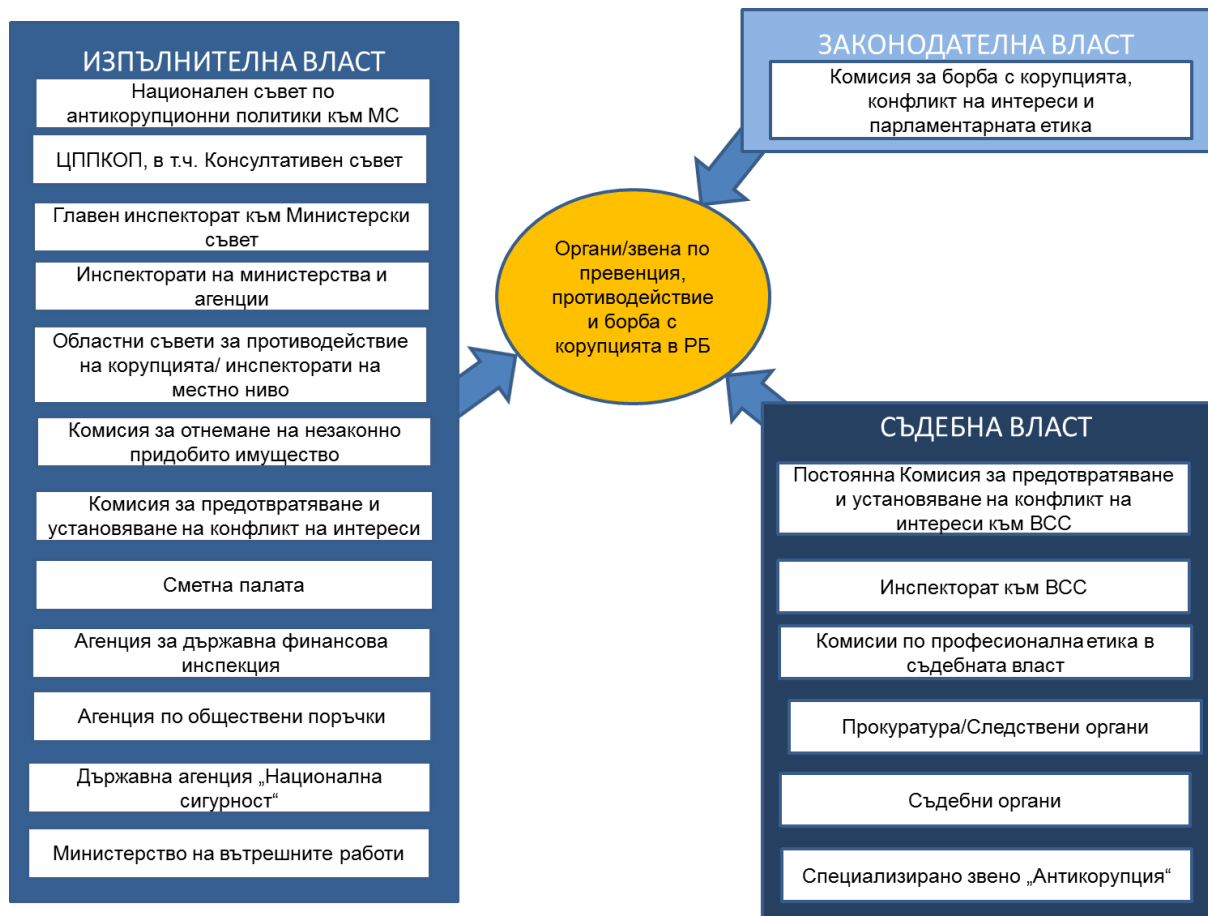 ИЗПЪЛНИТЕЛНА ВЛАСТ
Национален съвет по
антикорупционни политики към МС
ЦППКОП, в т.ч. Консултативен съвет
Главен инспекторат към Министерски
съвет
Инспекторати на министерства и
агенции
Областни съвети за противодействие
на корупцията/ инспекторати на
местно ниво
Комисия за отнемане на незаконно
придобито имущество
Комисия за предотвратяване и
установяване на конфликт на интереси
Сметна палата
Агенция за държавна финансова
инспекция
Агенция по обществени поръчки
Държавна агенция „Национална
сигурност“
Министерство на вътрешните работи
Органи/звена по
превенция,
противодействие
и борба с
корупцията в РБ
ЗАКОНОДАТЕЛНА ВЛАСТ
Комисия за борба с корупцията,
конфликт на интереси и
парламентарната етика
СЪДЕБНА ВЛАСТ
Постоянна Комисия за предотвратяване
и установяване на конфликт на
интереси към ВСС
Инспекторат към ВСС
Комисии по професионална етика в
съдебната власт
Прокуратура/Следствени органи
Съдебни органи
Специализирано звено „Антикорупция“